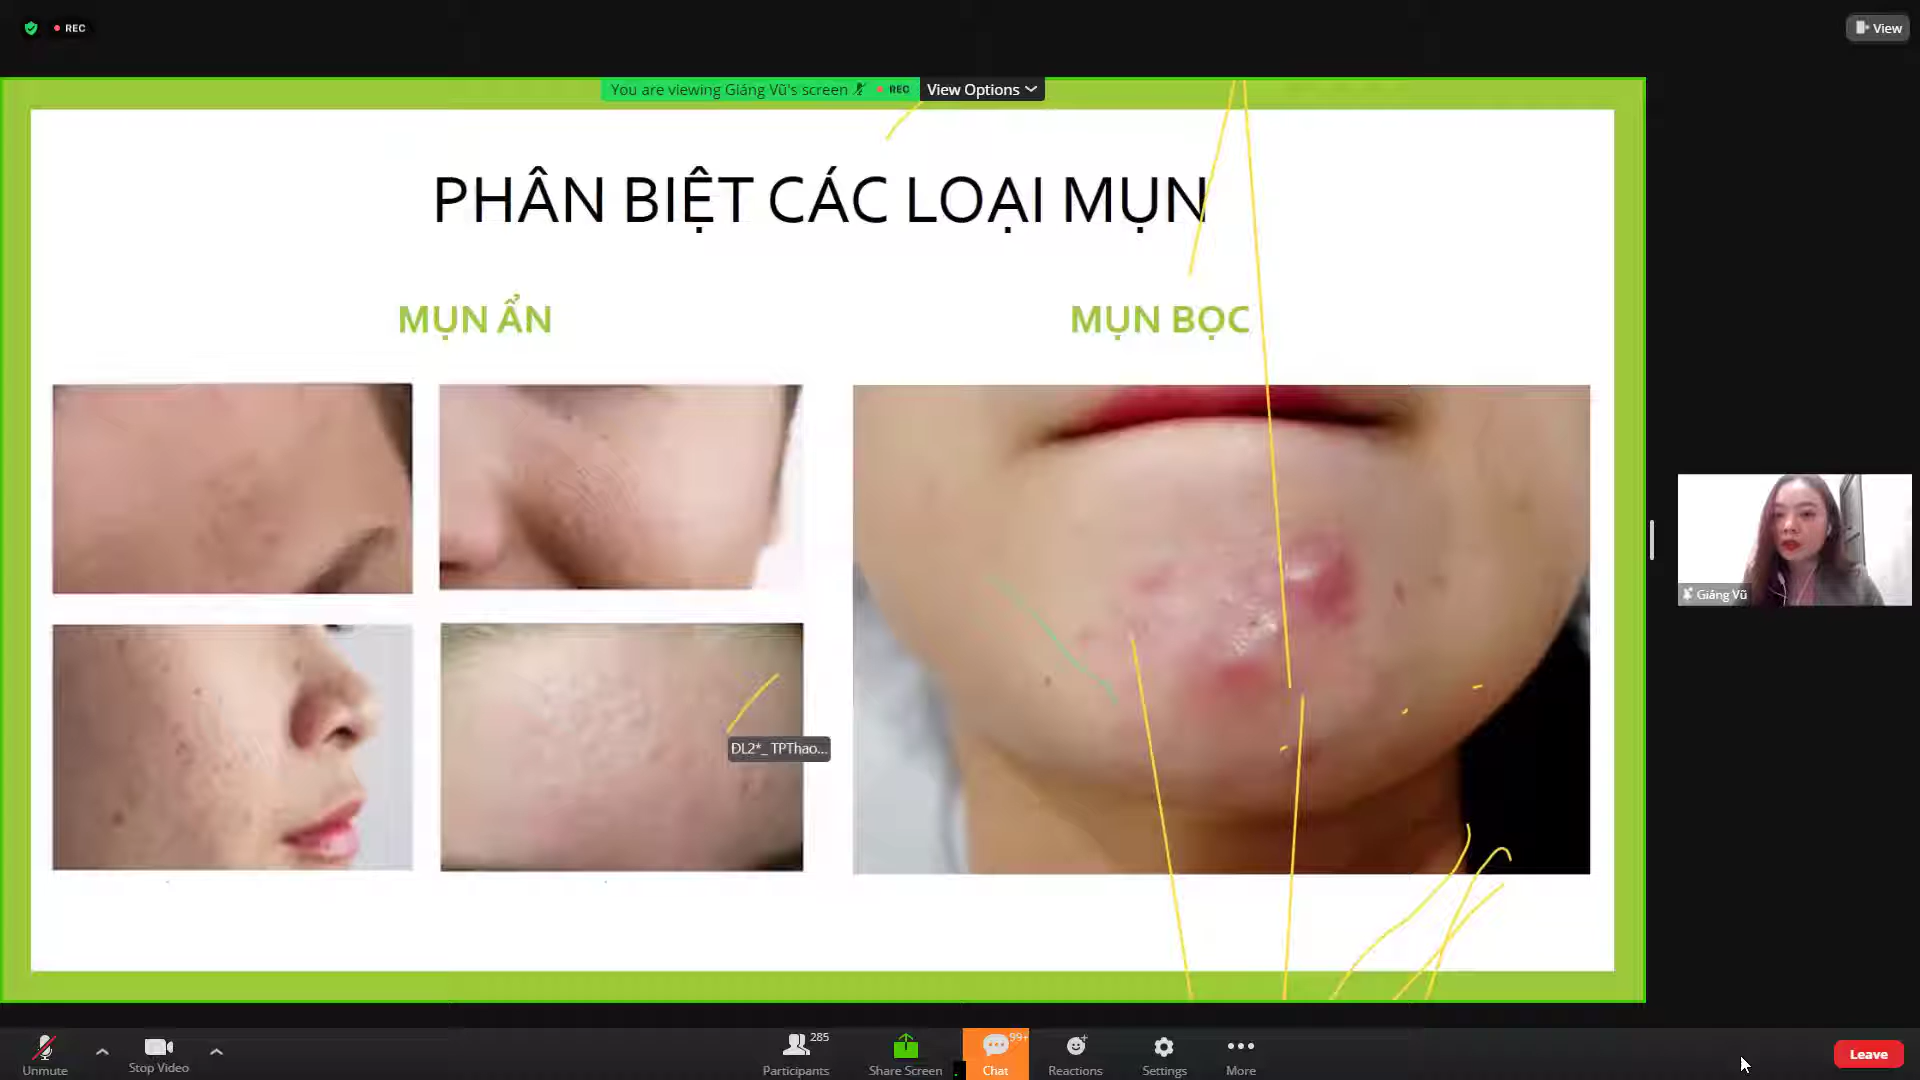 REC
View
You are viewing Giáng Vũ's screen
REC
View Options
PHÂN BIỆT CÁC LOẠI MỤN
MỤN ẨN
MỤN BỌC
ĐL2*_ TPThao...
Giáng Vũ
Unmute
Stop Video
285
Participants
Share Screen
99+
Chat
Reactions
Settings
More
Leave